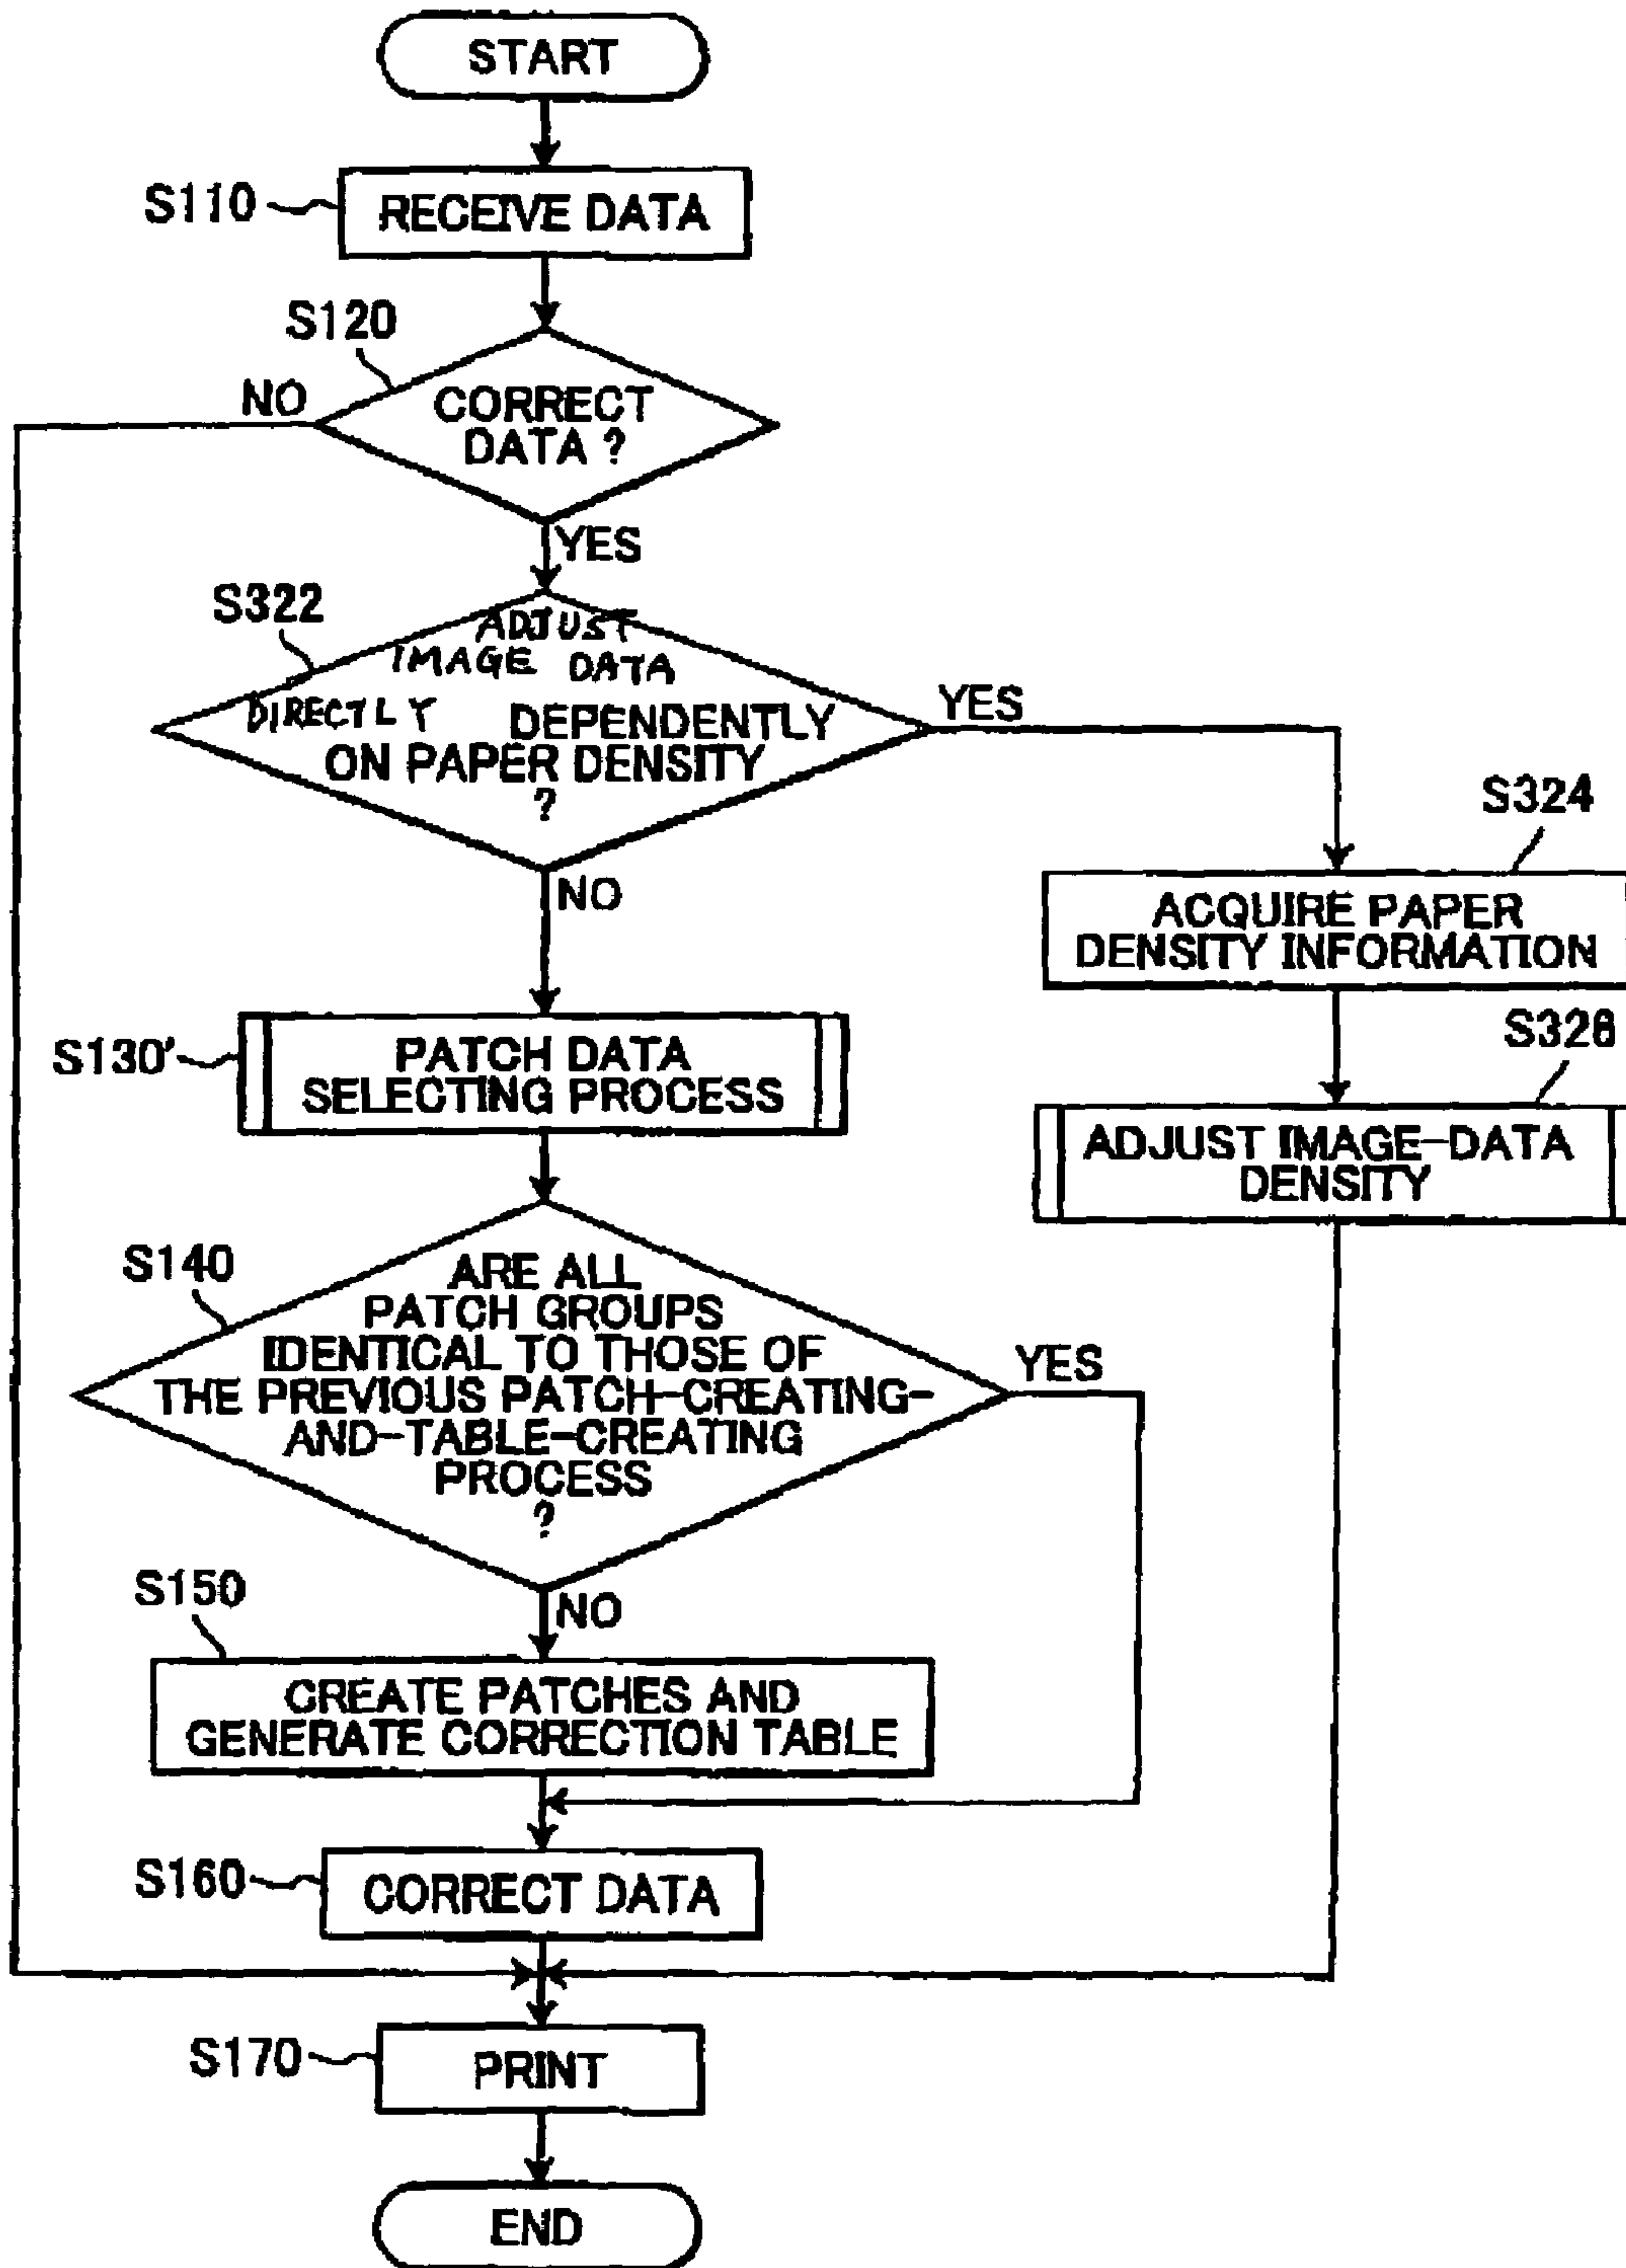 START
S110
RECEIVE DATA
S120
NO
CORRECT
DATA ?
YES
S322
ADJUST
IMAGE DATA
DIRECTLY DEPENDENTLY
ON PAPER DENSITY
?
YES
NO
S324
ACQUIRE PAPER
DENSITY INFORMATION
S326
ADJUST IMAGE-DATA
DENSITY
S130'
PATCH DATA
SELECTING PROCESS
S140
ARE ALL
PATCH GROUPS
IDENTICAL TO THOSE OF
THE PREVIOUS PATCH-CREATING-
AND-TABLE-CREATING
PROCESS
?
YES
NO
S150
CREATE PATCHES AND
GENERATE CORRECTION TABLE
S160
CORRECT DATA
S170
PRINT
END